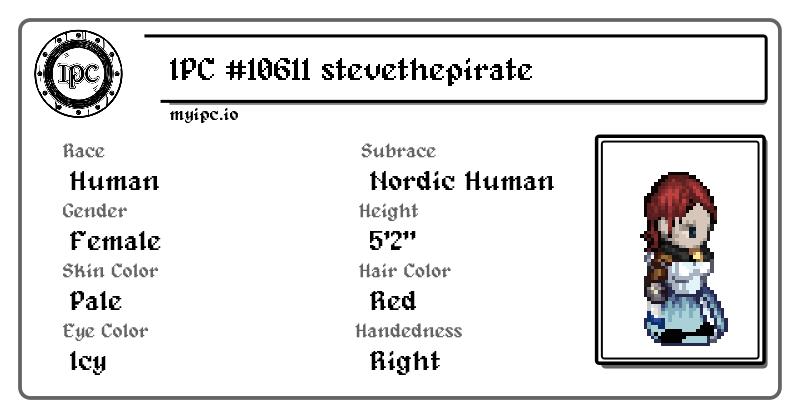 IPC
IPC #10611 stevethepirate
myipc.io
Race
Human
Subrace
Nordic Human
Gender
Female
Height
5'2"
Skin Color
Pale
Hair Color
Red
Eye Color
Icy
Handedness
Right